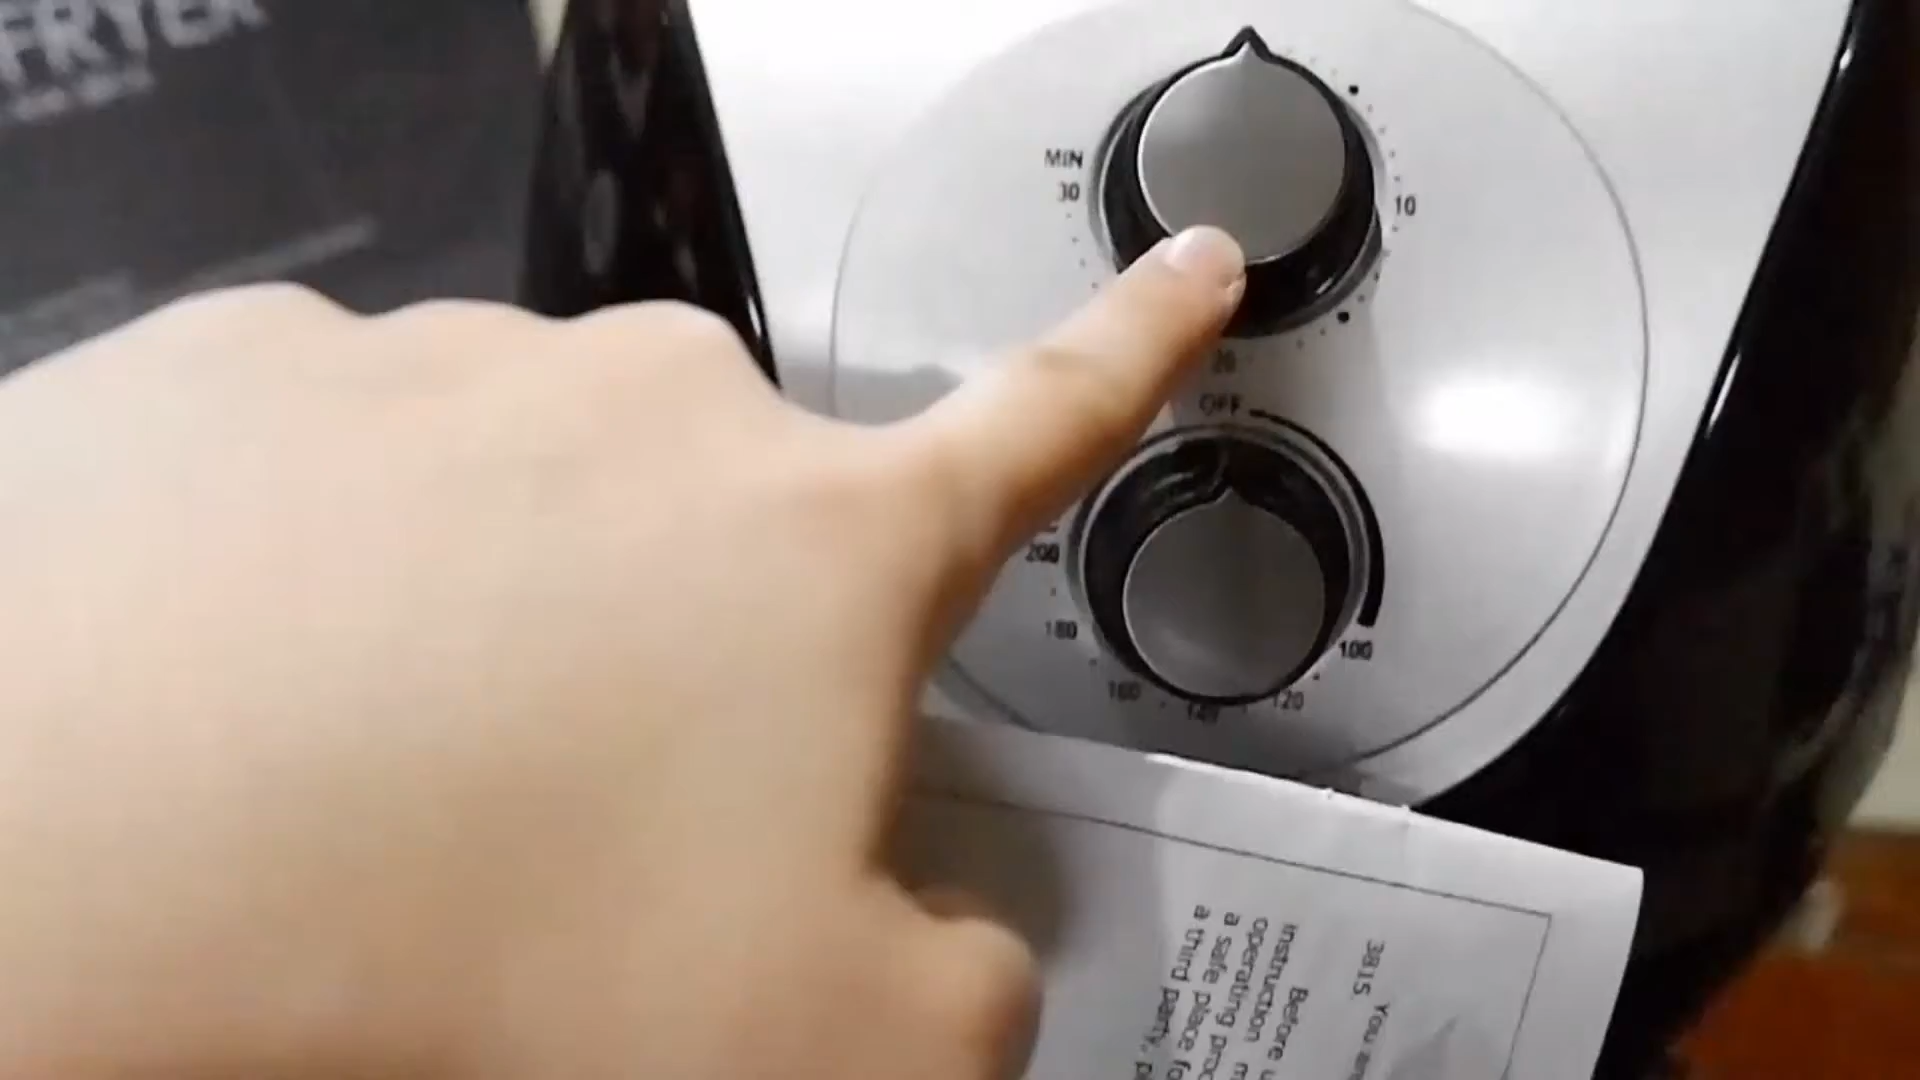 FRYER
MIN
30
10
20
OFF
200
180
160
140
120
100
3815. You are
Before u
instruction m
operating proc
a safe place fo
a third party, pl